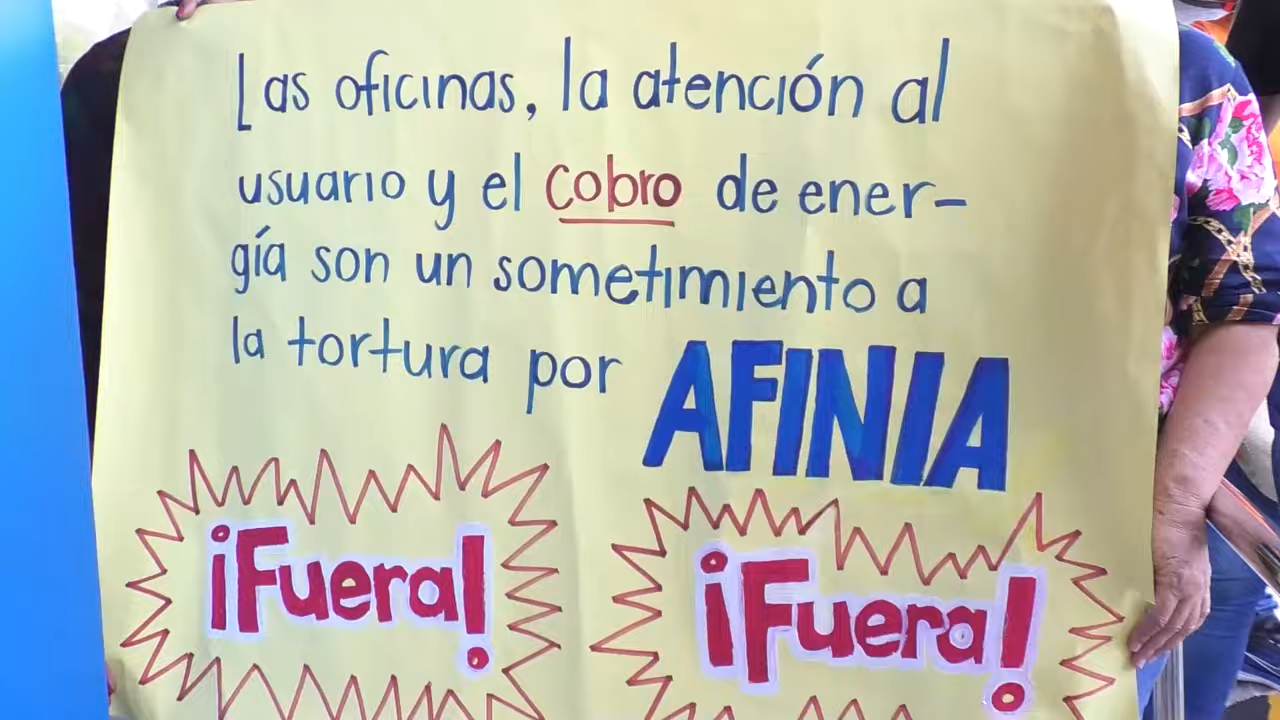 Las oficinas, la atención al
usuario y el cobro de ener-
gía son un sometimiento a
la tortura por AFINIA
¡Fuera! ¡Fuera!